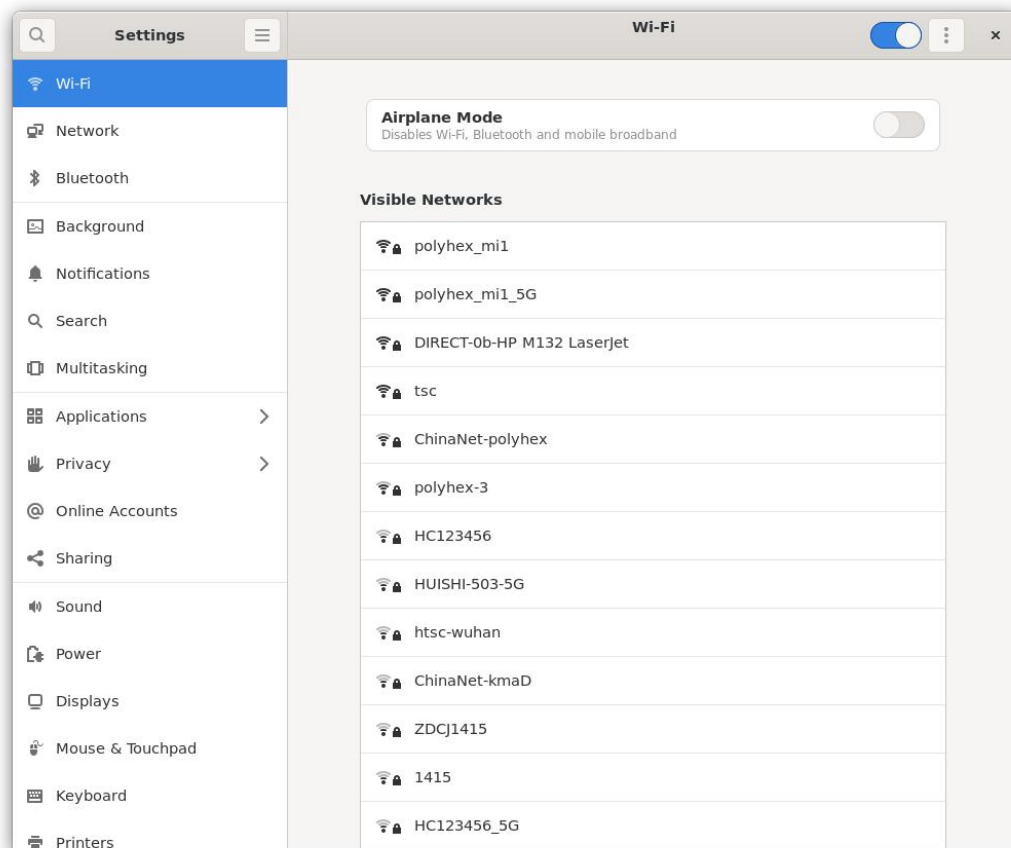 Settings
Wi-Fi
Network
Bluetooth
Background
Notifications
Search
Multitasking
Applications
Privacy
Online Accounts
Sharing
Sound
Power
Displays
Mouse & Touchpad
Keyboard
Printers
Wi-Fi
Airplane Mode
Disables Wi-Fi, Bluetooth and mobile broadband
Visible Networks
polyhex_mi1
polyhex_mi1_5G
DIRECT-0b-HP M132 LaserJet
tsc
ChinaNet-polyhex
polyhex-3
HC123456
HUISHI-503-5G
htsc-wuhan
ChinaNet-kmaD
ZDCJ1415
1415
HC123456_5G